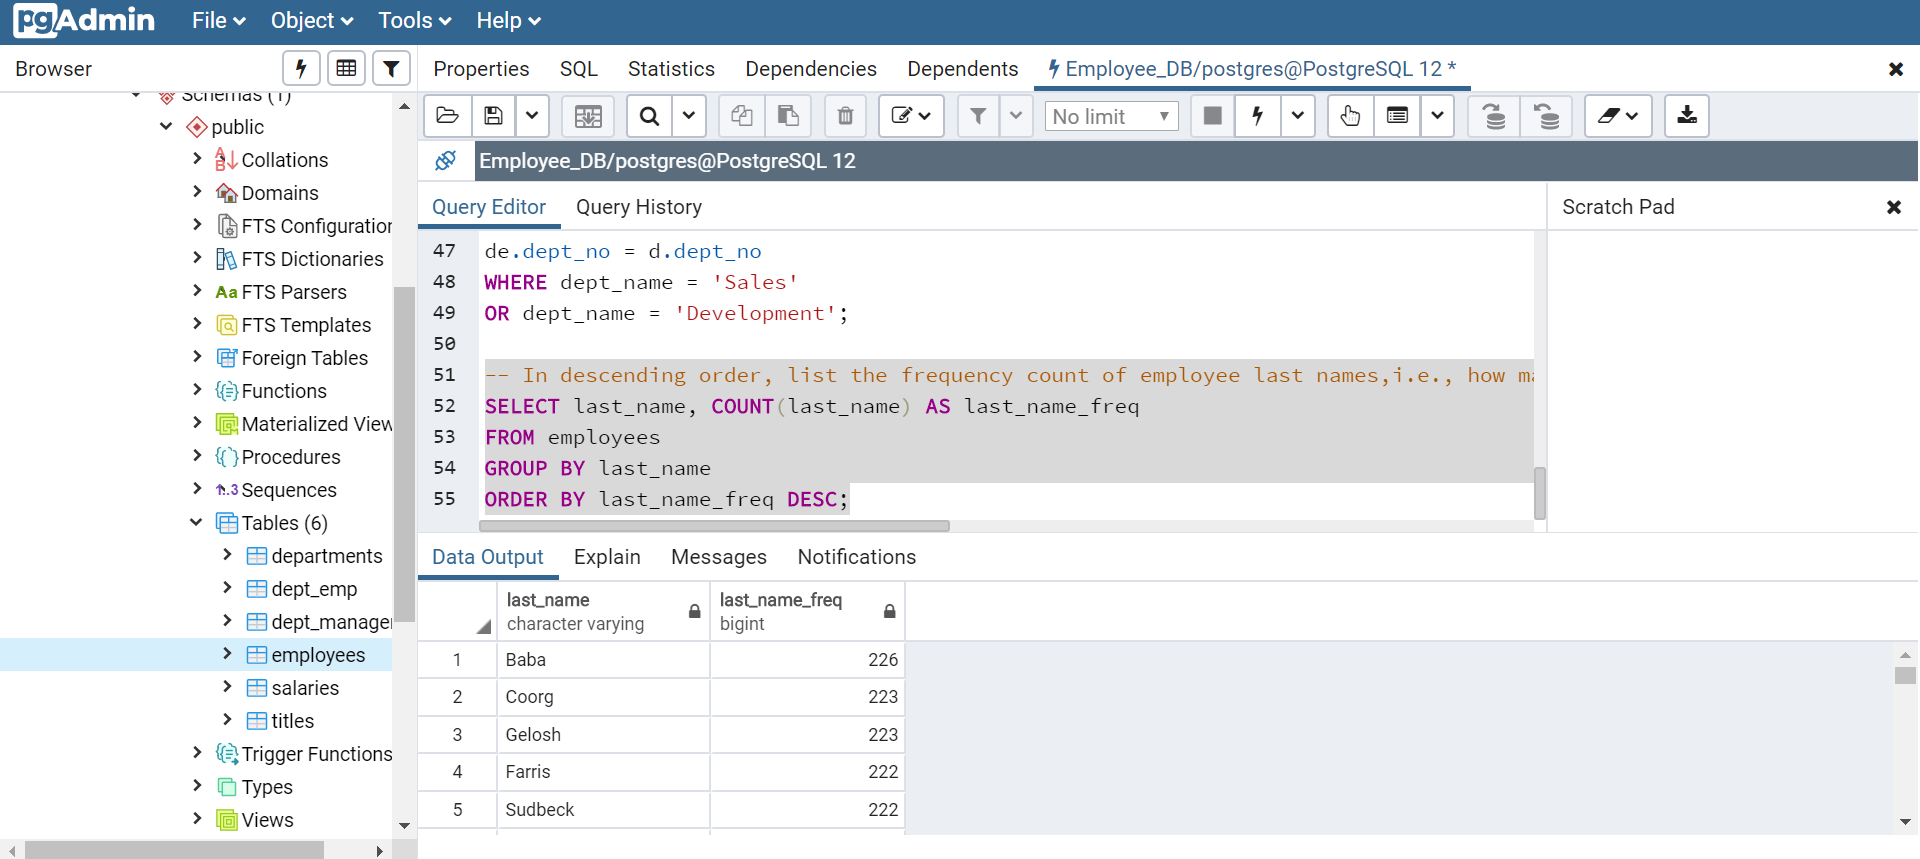 pgAdmin File Object Tools Help
Browser
Properties SQL Statistics Dependencies Dependents Employee_DB/postgres@PostgreSQL 12 *
No limit
Employee_DB/postgres@PostgreSQL 12
Schemas (1)
public
Collations
Domains
FTS Configuration
FTS Dictionaries
Aa FTS Parsers
FTS Templates
Foreign Tables
Functions
Materialized View
Procedures
1..3 Sequences
Tables (6)
departments
dept_emp
dept_manager
employees
salaries
titles
Trigger Functions
Types
Views
Query Editor Query History
Scratch Pad
47 de.dept_no = d.dept_no
48 WHERE dept_name = 'Sales'
49 OR dept_name = 'Development';
50
51 -- In descending order, list the frequency count of employee last names,i.e., how ma
52 SELECT last_name, COUNT(last_name) AS last_name_freq
53 FROM employees
54 GROUP BY last_name
55 ORDER BY last_name_freq DESC;
Data Output Explain Messages Notifications
last_name last_name_freq
character varying bigint
1 Baba 226
2 Coorg 223
3 Gelosh 223
4 Farris 222
5 Sudbeck 222